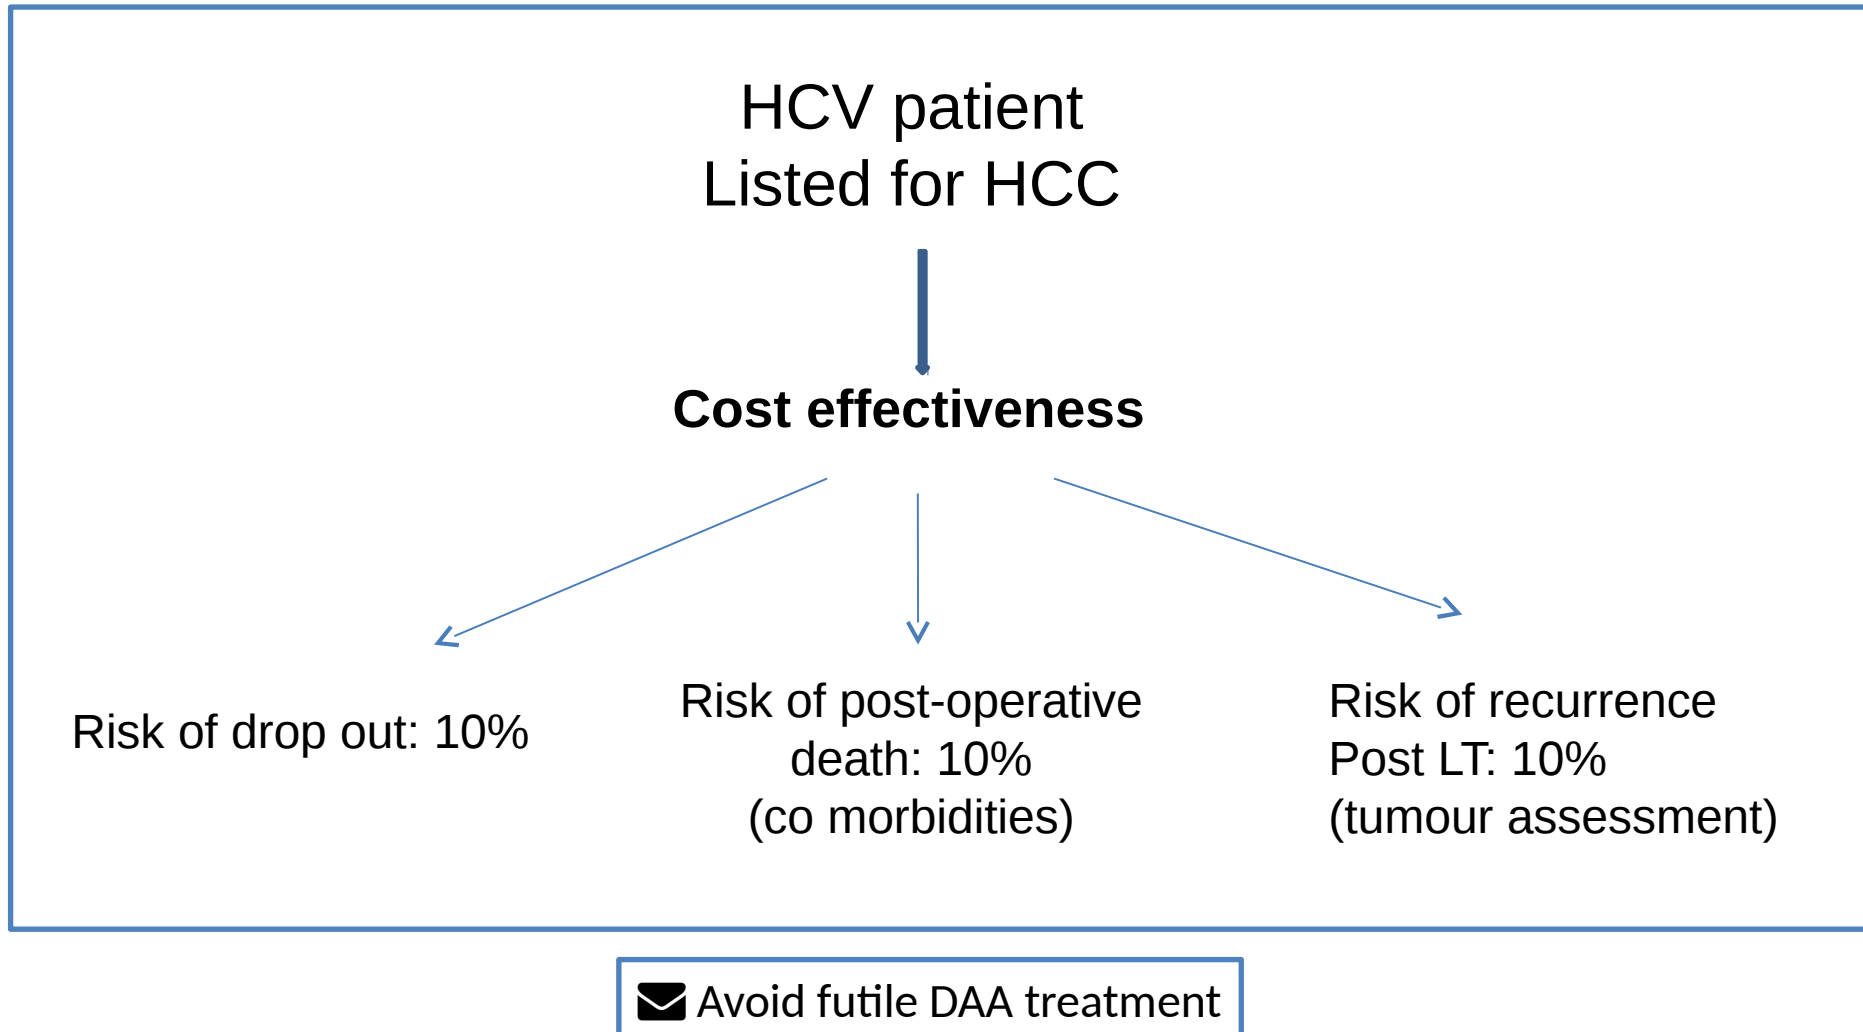 HCV patient
Listed for HCC
Cost effectiveness
Risk of drop out: 10%
Risk of post-operative
death: 10%
(co morbidities)
Risk of recurrence
Post LT: 10%
(tumour assessment)
Avoid futile DAA treatment